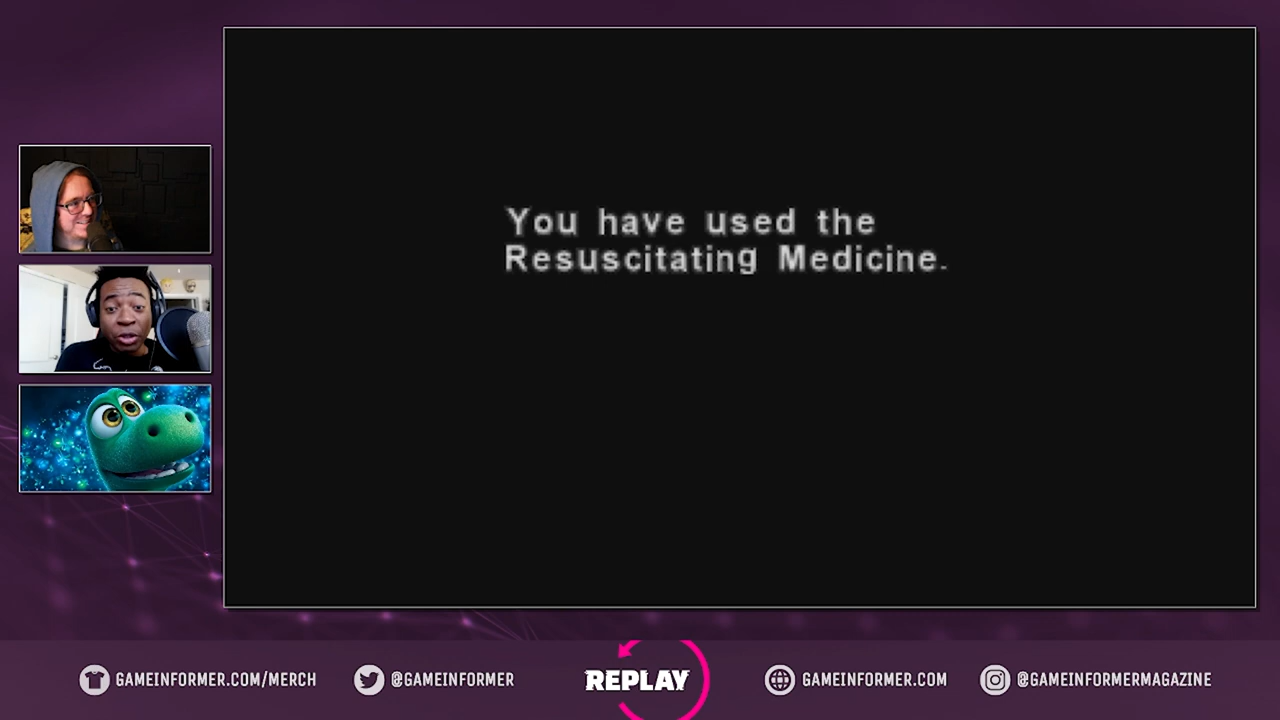 You have used the
Resuscitating Medicine.
GAMEINFORMER.COM/MERCH
@GAMEINFORMER
REPLAY
GAMEINFORMER.COM
@GAMEINFORMERMAGAZINE